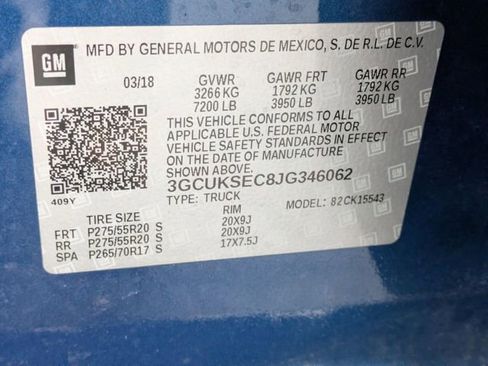 GM
MFD BY GENERAL MOTORS DE MEXICO, S. DE R.L. DE C.V.
03/18 GVWR GAWR FRT GAWR RR
3266 KG 1792 KG 1792 KG
7200 LB 3950 LB 3950 LB
THIS VEHICLE CONFORMS TO ALL
APPLICABLE U.S. FEDERAL MOTOR
VEHICLE SAFETY STANDARDS IN EFFECT
ON THE DATE OF MANUFACTURE
SHOWN ABOVE.
409Y 3GCUKSEC8JG346062
TYPE: TRUCK MODEL: 82CK15543
TIRE SIZE RIM
FRT P275/55R20 S 20X9J
RR P275/55R20 S 20X9J
SPA P265/70R17 S 17X7.5J